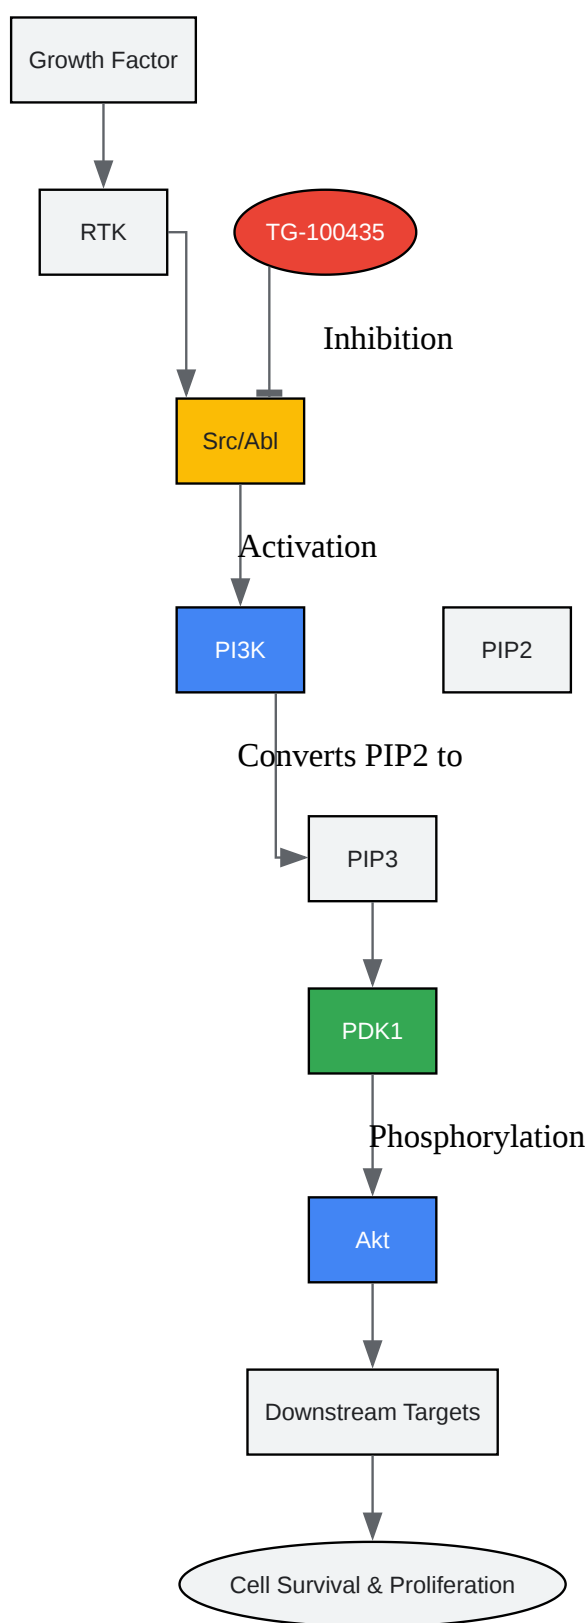 Growth Factor
RTK
TG-100435
Inhibition
Src/Abl
Activation
PI3K
PIP2
Converts PIP2 to
PIP3
PDK1
Phosphorylation
Akt
Downstream Targets
Cell Survival & Proliferation